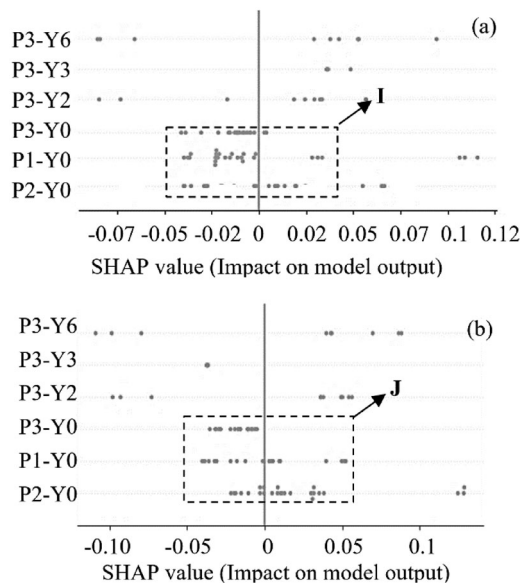 (a)
P3-Y6
P3-Y3
P3-Y2
I
P3-Y0
P1-Y0
P2-Y0
-0.07 -0.05 -0.02 0 0.02 0.05 0.07 0.1 0.12
SHAP value (Impact on model output)
(b)
P3-Y6
P3-Y3
P3-Y2
J
P3-Y0
P1-Y0
P2-Y0
-0.10 -0.05 0 0.05 0.1
SHAP value (Impact on model output)